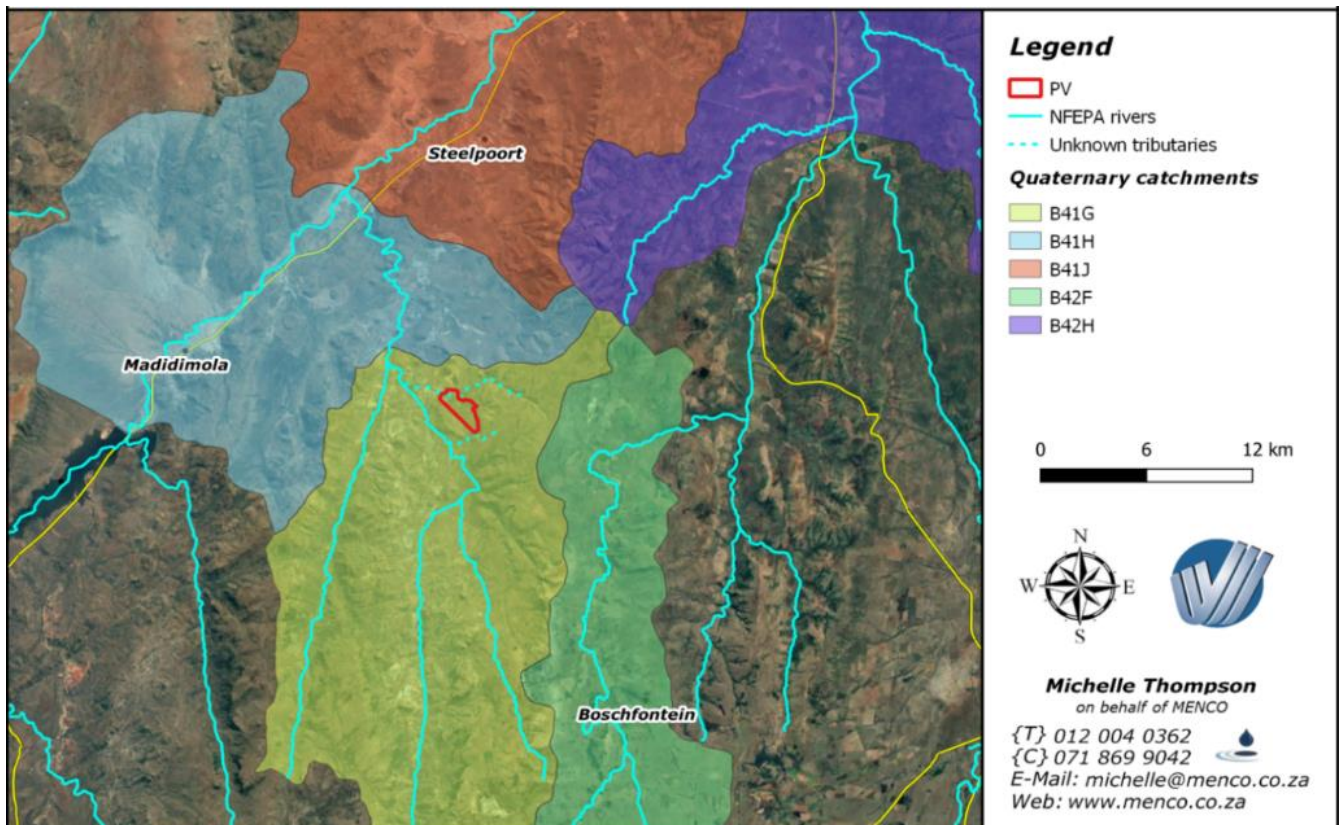 Steelpoort
Madidimola
Boschfontein
Legend
PV
NFEPA rivers
Unknown tributaries
Quaternary catchments
B41G
B41H
B41J
B42F
B42H
0 6 12 km
N
W E
S
Michelle Thompson
on behalf of MENCO
{T} 012 004 0362
{C} 071 869 9042
E-Mail: michelle@menco.co.za
Web: www.menco.co.za